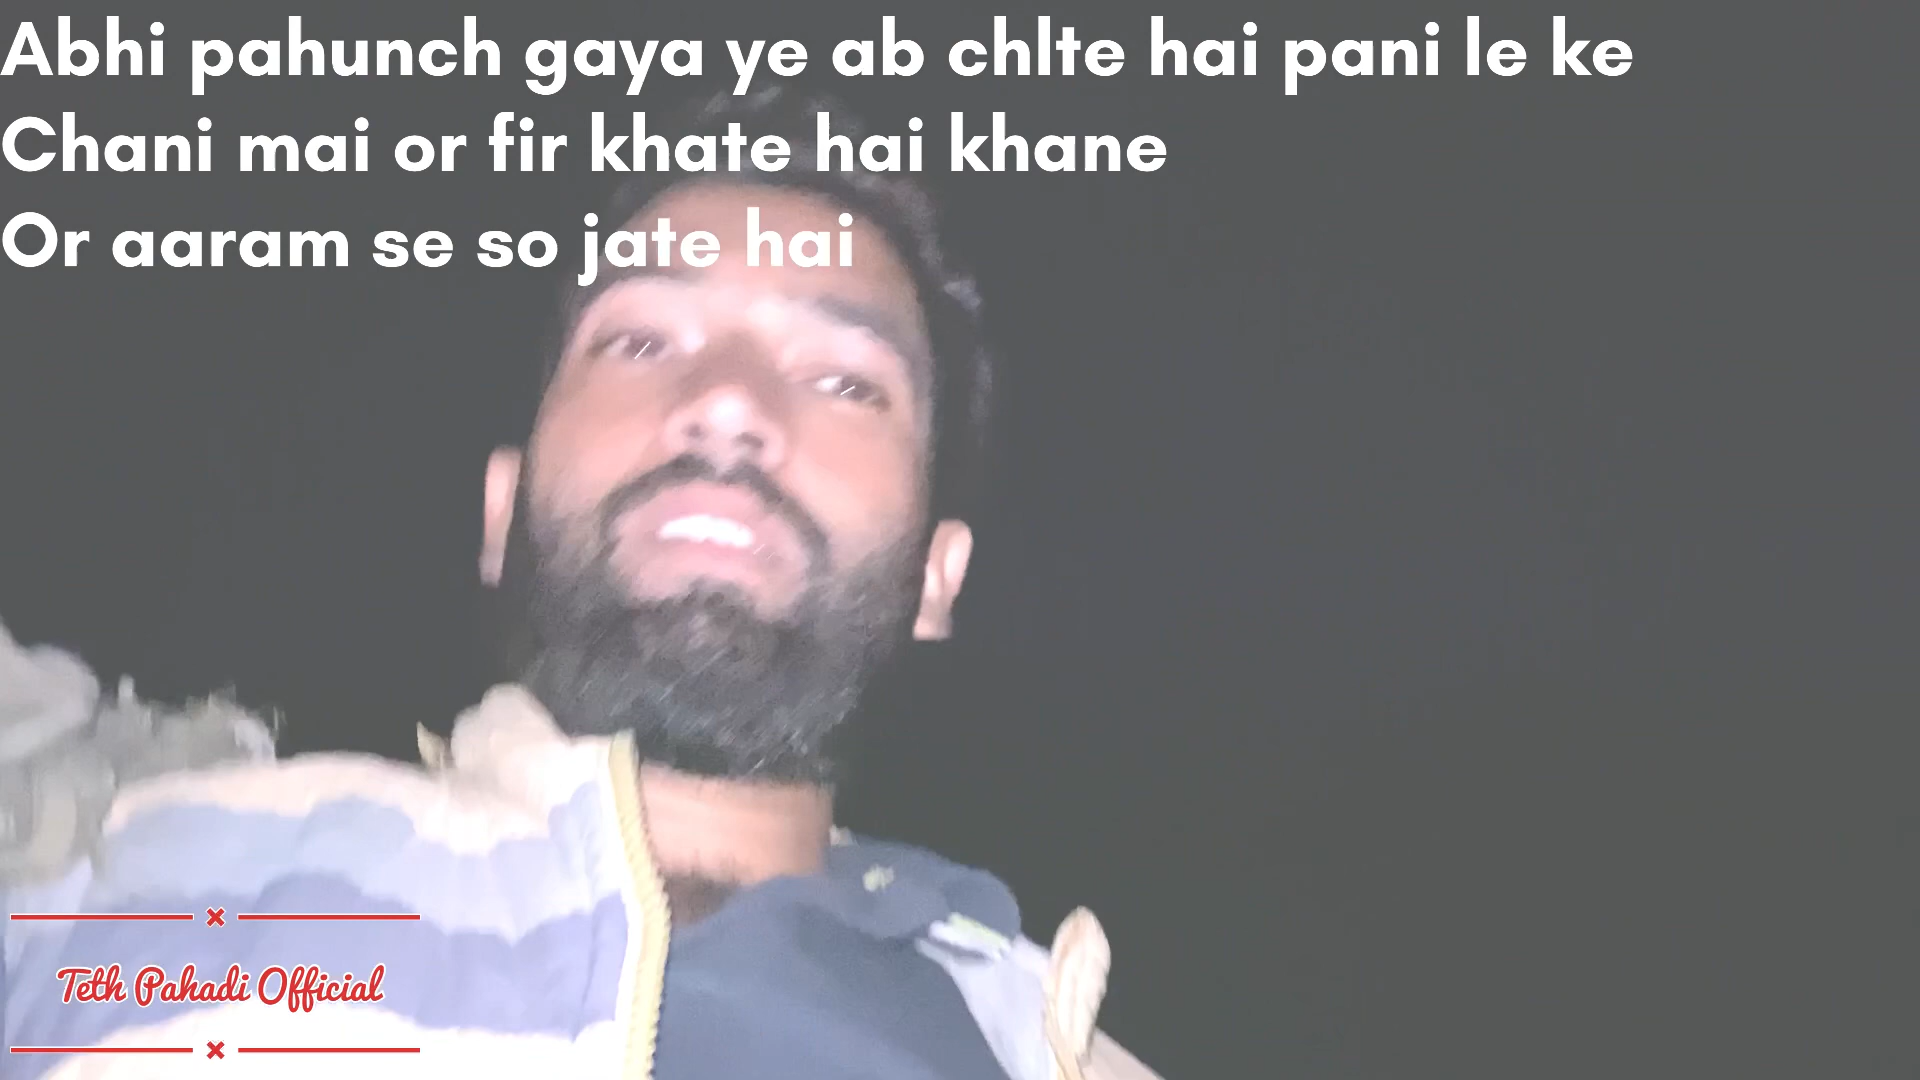 Abhi pahunch gaya ye ab chlte hai pani le ke
Chani mai or fir khate hai khane
Or aaram se so jate hai
Teth Pahadi Official